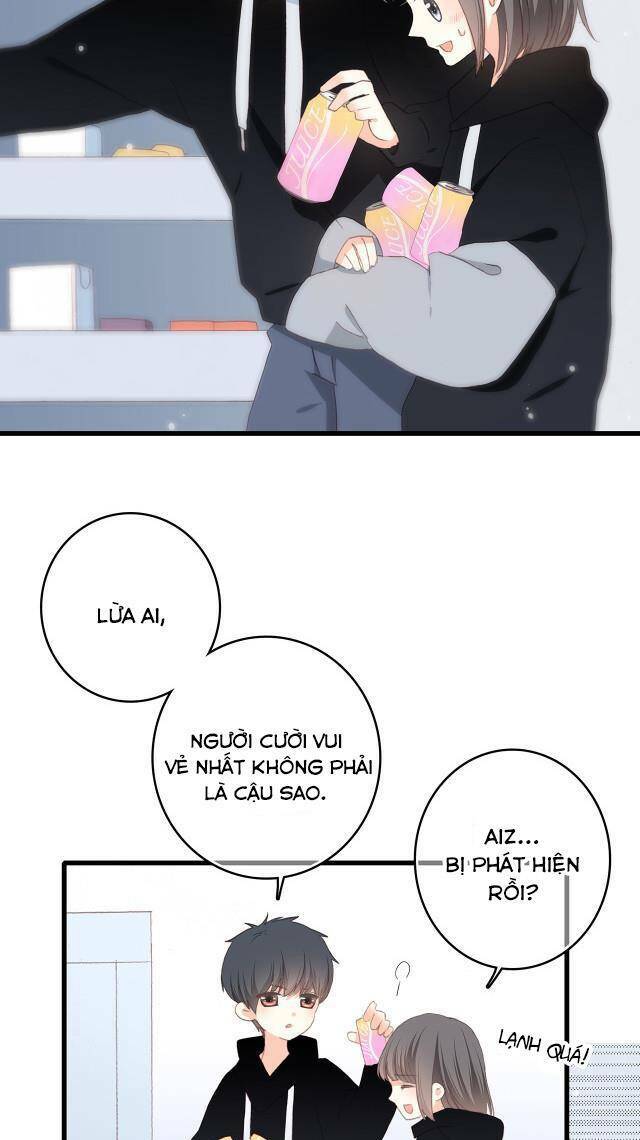 JUICE
JUICE
JUICE
LỪA AI,
NGƯỜI CƯỜI VUI
VẺ NHẤT KHÔNG PHẢI
LÀ CẬU SAO.
AIZ...
BỊ PHÁT HIỆN
RỒI?
LẠNH QUÁ!